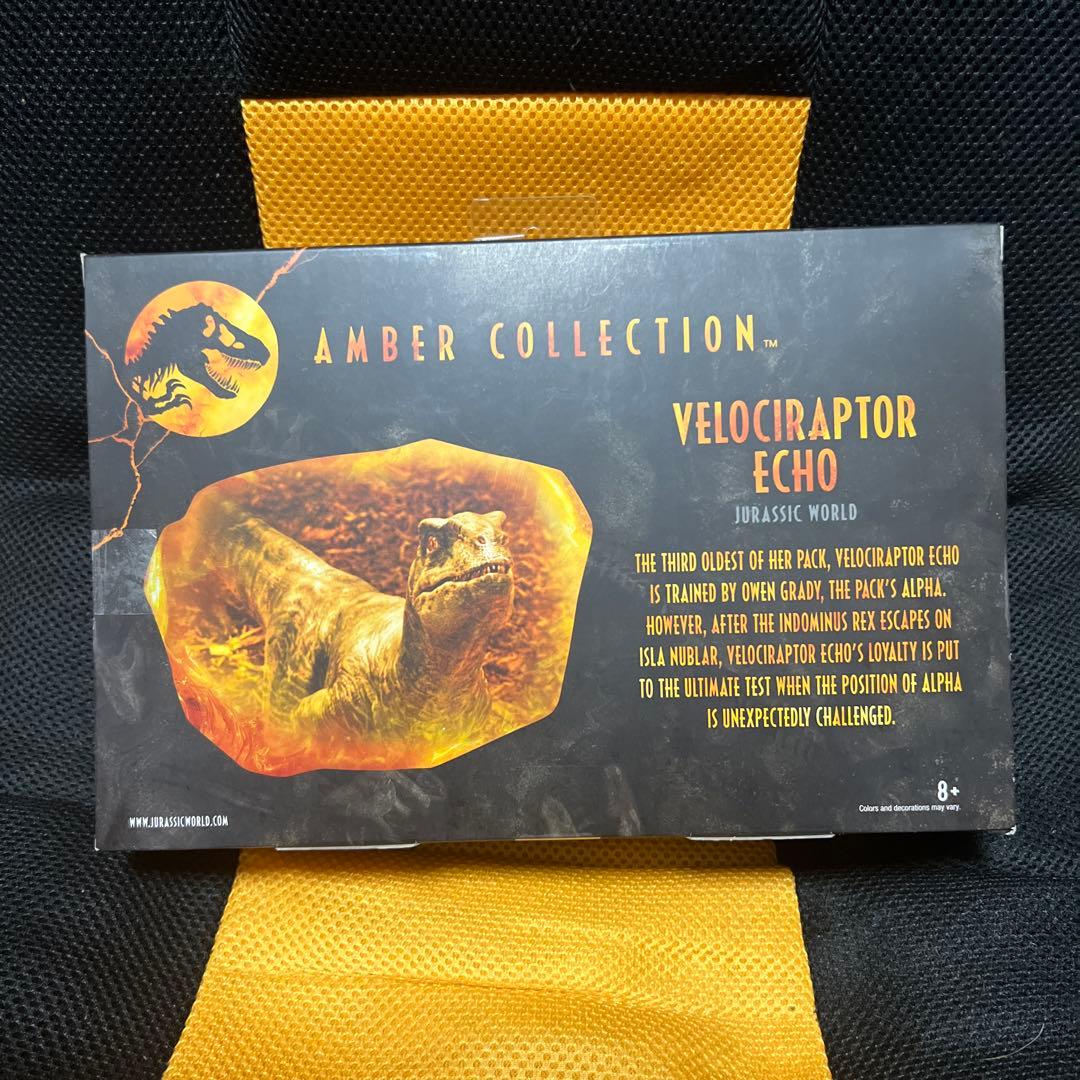 AMBER COLLECTION™
VELOCIRAPTOR
ECHO
JURASSIC WORLD
THE THIRD OLDEST OF HER PACK, VELOCIRAPTOR ECHO
IS TRAINED BY OWEN GRADY, THE PACK'S ALPHA.
HOWEVER, AFTER THE INDOMINUS REX ESCAPES ON
ISLA NUBLAR, VELOCIRAPTOR ECHO'S LOYALTY IS PUT
TO THE ULTIMATE TEST WHEN THE POSITION OF ALPHA
IS UNEXPECTEDLY CHALLENGED.
8+
Colors and decorations may vary.
WWW.JURASSICWORLD.COM